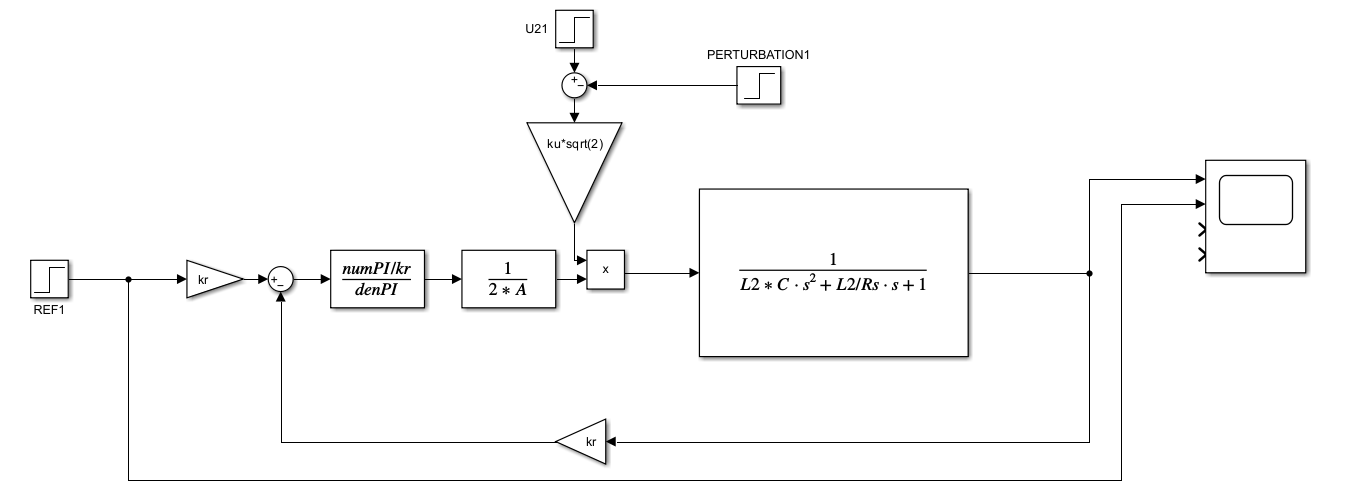 U21
PERTURBATION1
+
−
ku*sqrt(2)
REF1
kr
+
−
numPI/kr
denPI
1
2 ∗ A
x
1
L2 ∗ C · s² + L2/Rs · s + 1
kr